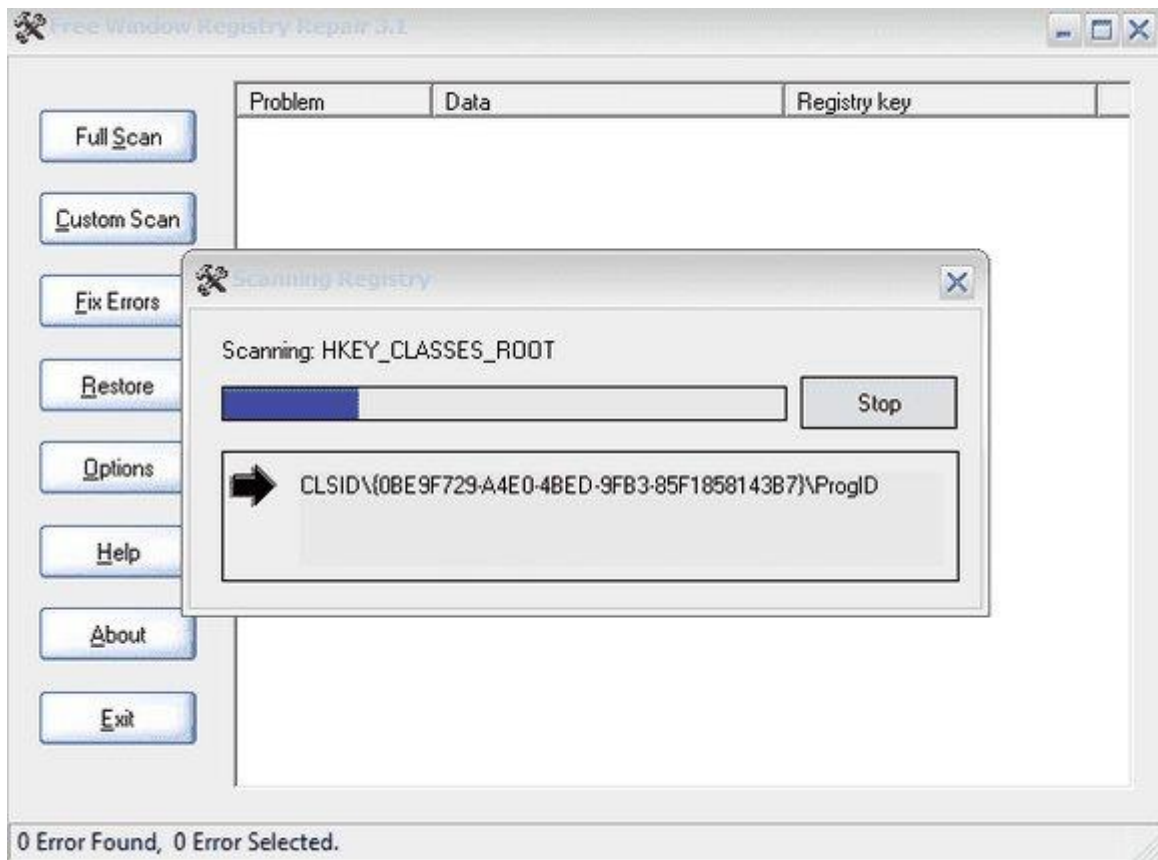 Free Window Registry Repair 3.1
Problem Data Registry key
Full Scan
Custom Scan
Fix Errors
Restore
Options
Help
About
Exit
Scanning Registry
Scanning: HKEY_CLASSES_ROOT
Stop
CLSID\{0BE9F729-A4E0-4BED-9FB3-85F1858143B7}\ProgID
0 Error Found, 0 Error Selected.